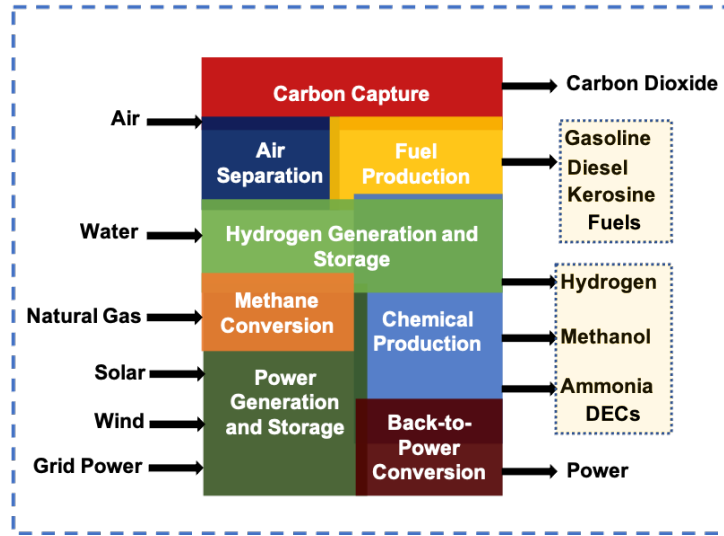 Carbon Capture
Carbon Dioxide
Air
Air
Separation
Fuel
Production
Gasoline
Diesel
Kerosine
Fuels
Water
Hydrogen Generation and
Storage
Hydrogen
Natural Gas
Methane
Conversion
Chemical
Production
Methanol
Solar
Wind
Grid Power
Power
Generation
and Storage
Ammonia
DECs
Back-to-
Power
Conversion
Power